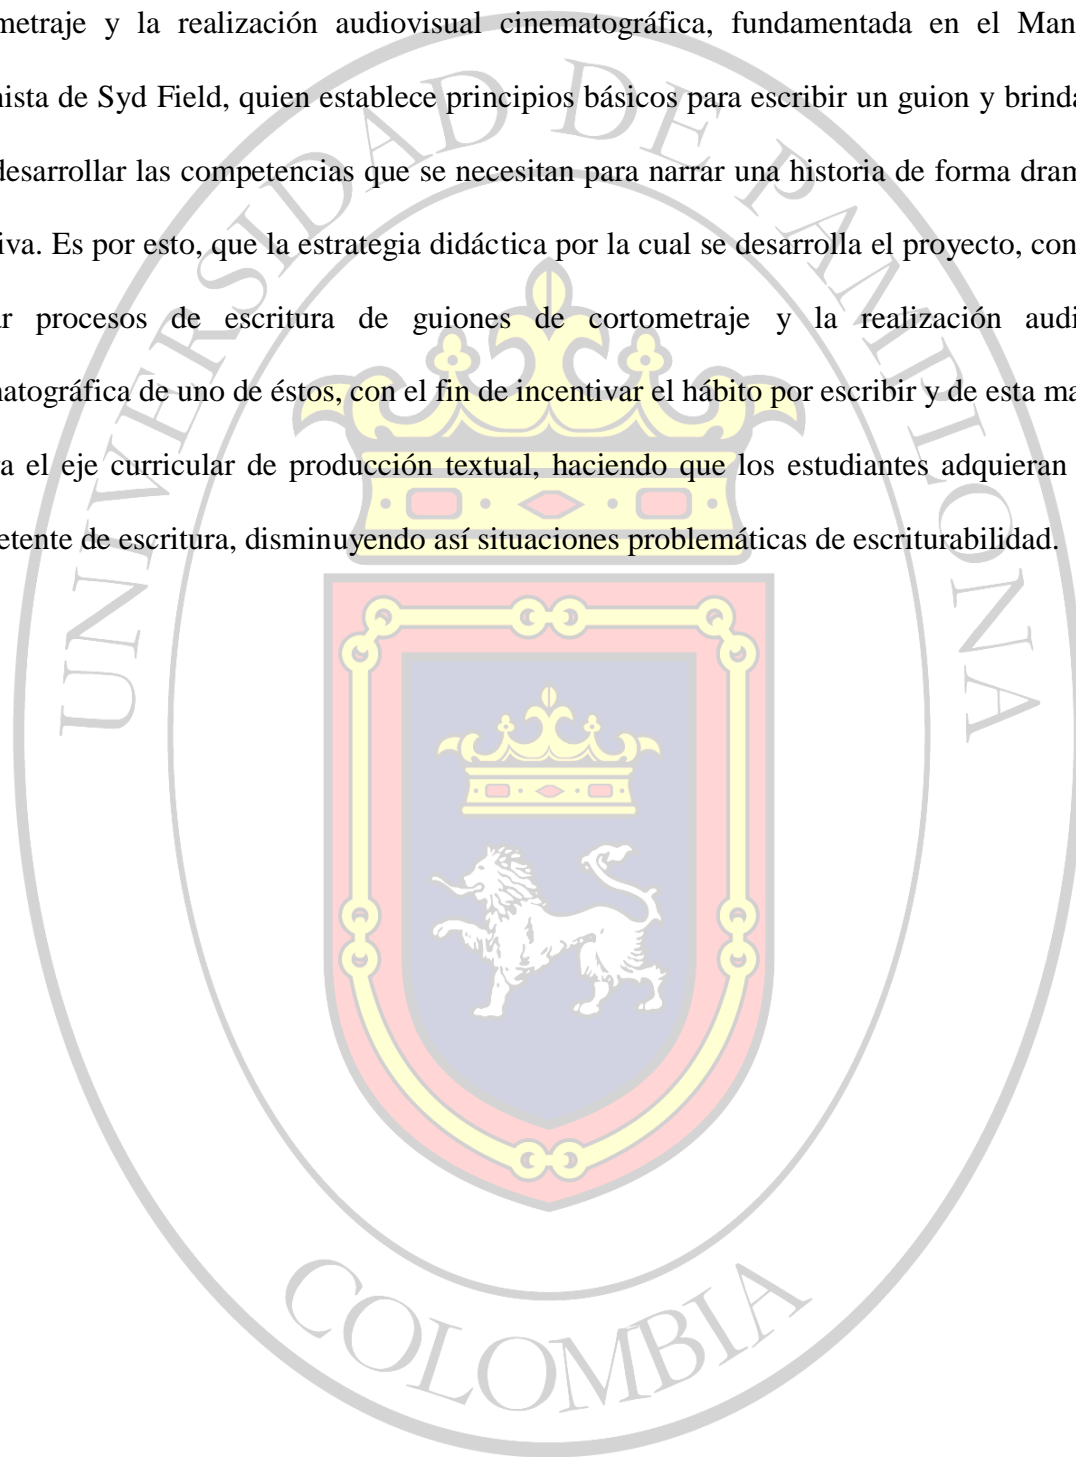 metraje y la realización audiovisual cinematográfica, fundamentada en el Man
ista de Syd Field, quien establece principios básicos para escribir un guion y brinda
desarrollar las competencias que se necesitan para narrar una historia de forma dram
iva. Es por esto, que la estrategia didáctica por la cual se desarrolla el proyecto, con
r procesos de escritura de guiones de cortometraje y la realización audi
atográfica de uno de éstos, con el fin de incentivar el hábito por escribir y de esta ma
a el eje curricular de producción textual, haciendo que los estudiantes adquieran
etente de escritura, disminuyendo así situaciones problemáticas de escriturabilidad.
UNIVERSIDAD DE PAMPLONA
COLOMBIA